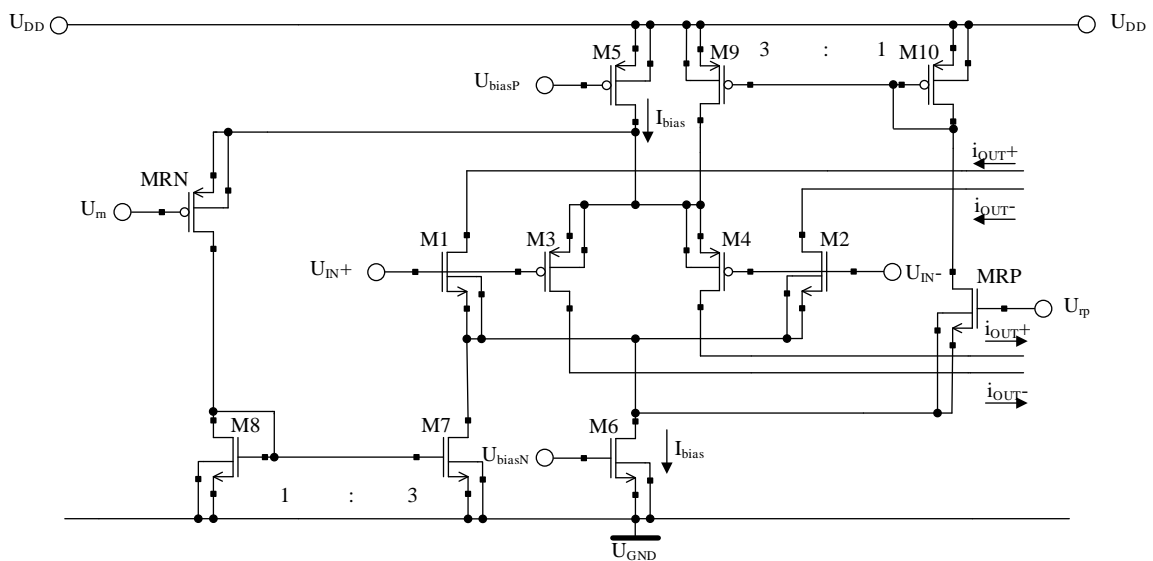 U_DD
U_DD
M5
M9
3 : 1
M10
U_biasP
I_bias
MRN
i_OUT+
U_rn
i_OUT-
M1
M3
M4
M2
U_IN+
U_IN-
MRP
U_rp
i_OUT+
i_OUT-
M8
M7
M6
U_biasN
I_bias
1 : 3
U_GND